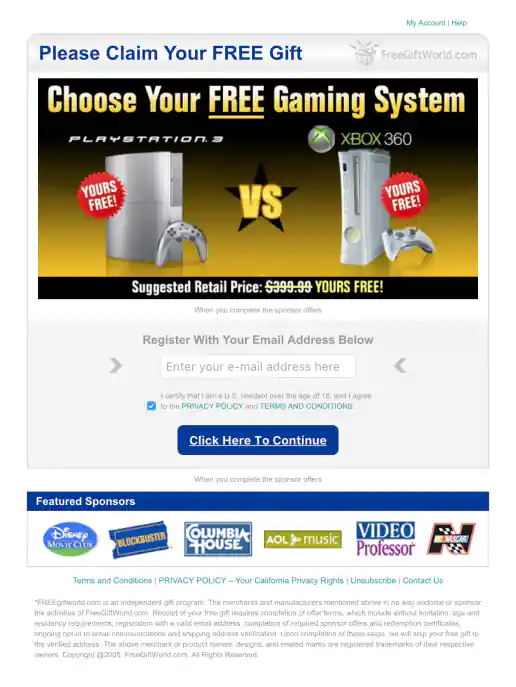 My Account | Help
Please Claim Your FREE Gift
FreeGiftWorld.com
Choose Your FREE Gaming System
PLAYSTATION 3
XBOX 360
YOURS FREE!
VS
YOURS FREE!
Suggested Retail Price: $399.99 YOURS FREE!
When you complete the sponsor offers
Register With Your Email Address Below
Enter your e-mail address here
I certify that I am a U.S. resident over the age of 18, and I agree
to the PRIVACY POLICY and TERMS AND CONDITIONS.
Click Here To Continue
When you complete the sponsor offers
Featured Sponsors
Disney MOVIE CLUB
BLOCKBUSTER
COLUMBIA HOUSE
AOL music
VIDEO Professor
NASCAR
Terms and Conditions | PRIVACY POLICY – Your California Privacy Rights | Unsubscribe | Contact Us
*FREEgiftworld.com is an independent gift program. The merchants and manufacturers mentioned above in no way endorse or sponsor
the activities of FreeGiftWorld.com. Receipt of your free gift requires completion of offer terms, which include without limitation: age and
residency requirements, registration with a valid email address, completion of required sponsor offers and redemption certificates,
ongoing opt-in to email communications and shipping address verification. Upon completion of these steps, we will ship your free gift to
the verified address. The above merchant or product owners, designs, and related marks are registered trademarks of their respective
owners. Copyright @2005. FreeGiftWorld.com. All Rights Reserved.